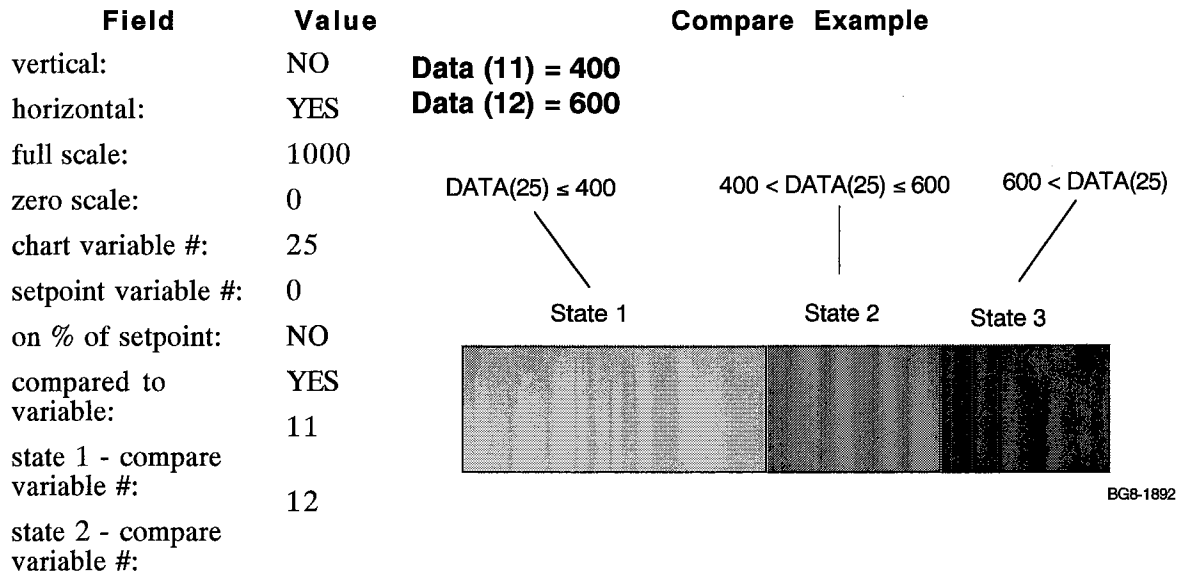 Field Value
vertical: NO
horizontal: YES
full scale: 1000
zero scale: 0
chart variable #: 25
setpoint variable #: 0
on % of setpoint: NO
compared to YES
variable:
11
state 1 - compare
variable #:
12
state 2 - compare
variable #:
Compare Example
Data (11) = 400
Data (12) = 600
DATA(25) ≤ 400 400 < DATA(25) ≤ 600 600 < DATA(25)
State 1 State 2 State 3
BG8-1892